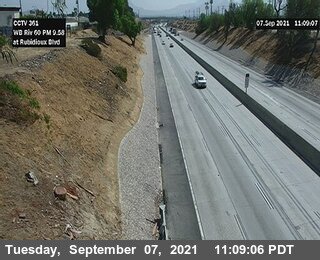 CCTV 361
WB Riv 60 PM 9.58
at Rubidioux Blvd
07.Sep 2021 11:09:07
Tuesday, September 07, 2021 11:09:06 PDT